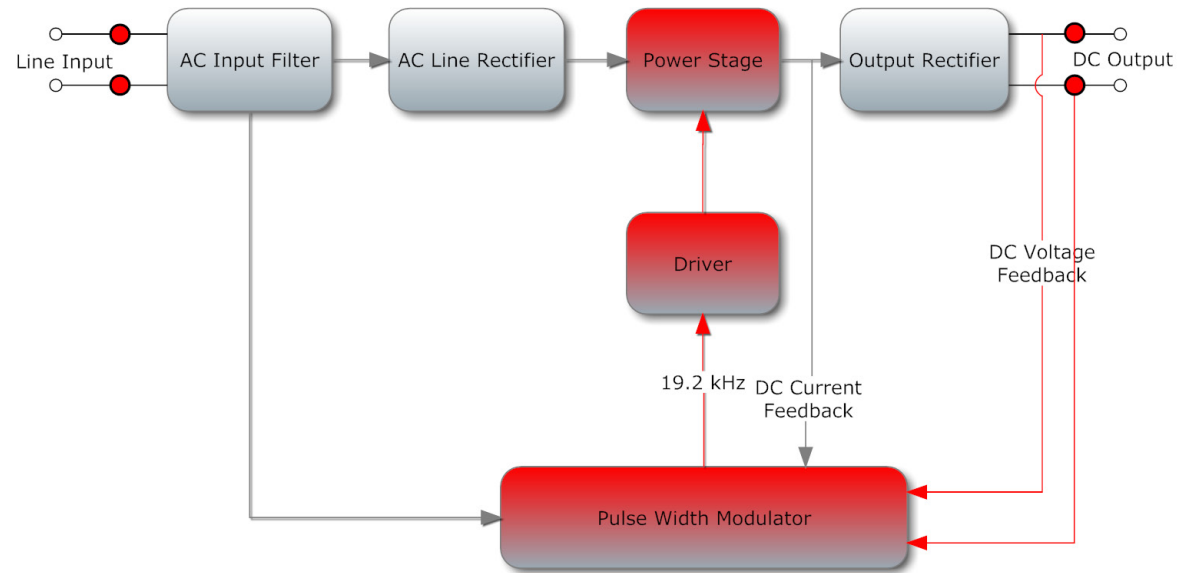 Line Input
AC Input Filter
AC Line Rectifier
Power Stage
Output Rectifier
DC Output
Driver
DC Voltage
Feedback
19.2 kHz
DC Current
Feedback
Pulse Width Modulator